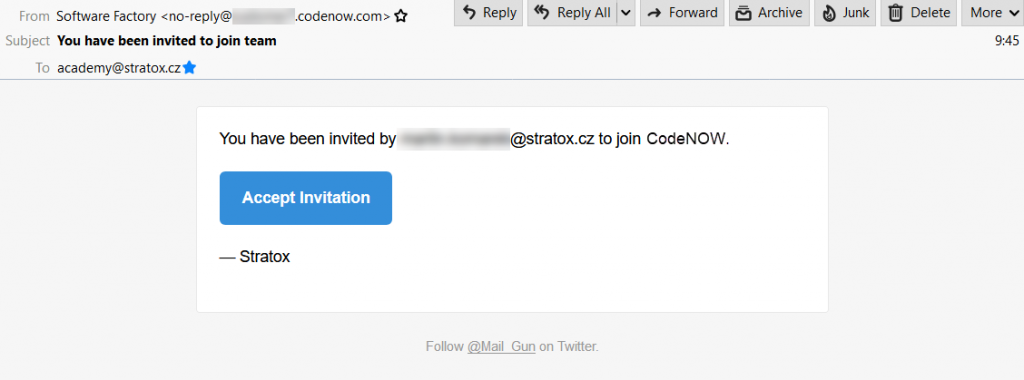 From Software Factory <no-reply@ .codenow.com> Reply Reply All Forward Archive Junk Delete More
Subject You have been invited to join team 9:45
To academy@stratox.cz
You have been invited by @stratox.cz to join CodeNOW.
Accept Invitation
— Stratox
Follow @Mail_Gun on Twitter.